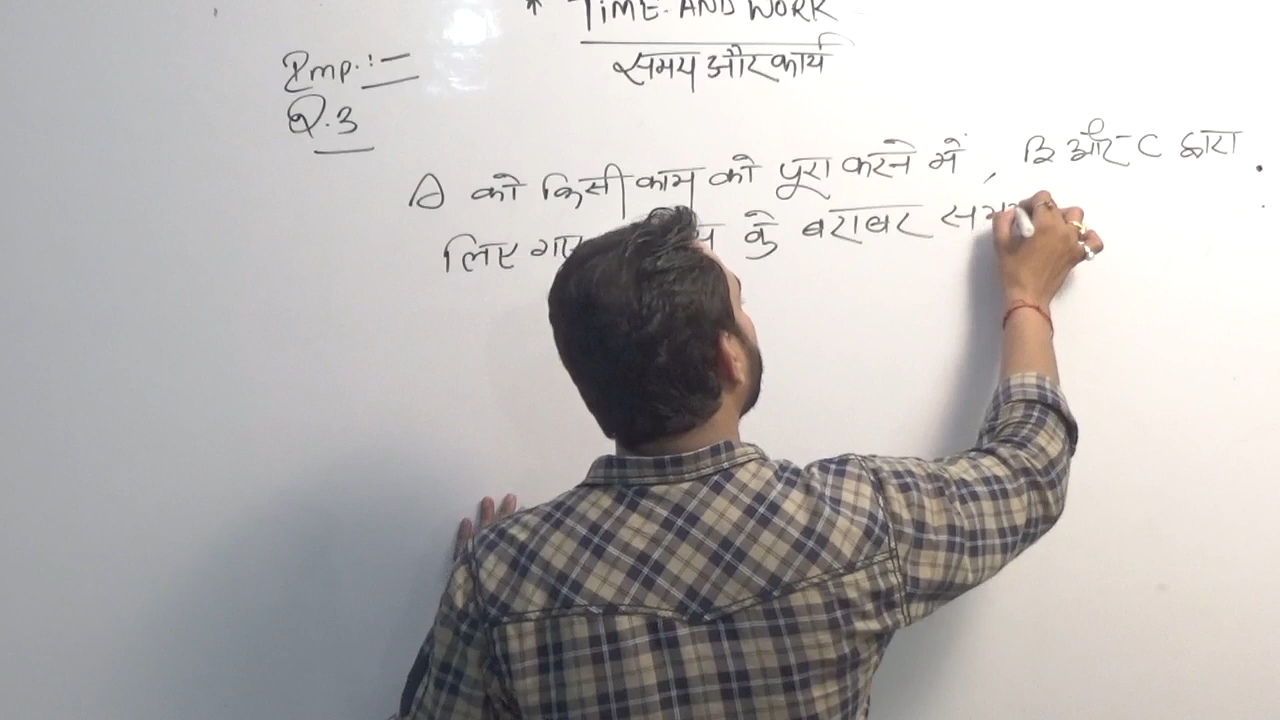 * TIME AND WORK
समय और कार्य
Imp. :-
Q.3
A को किसी काम को पूरा करने में, B और C द्वारा
लिए गए के बराबर